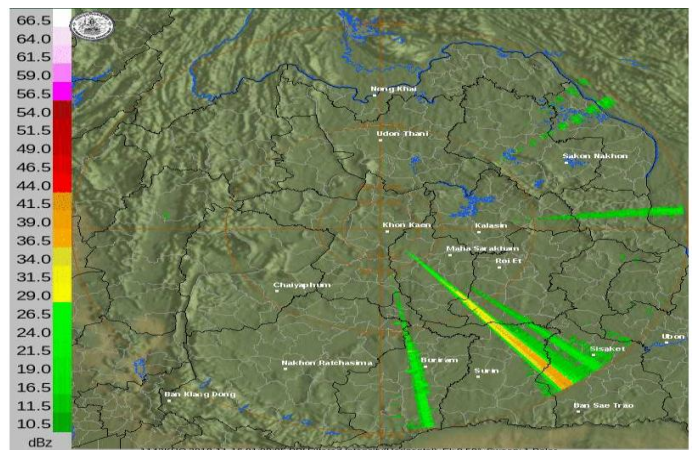 66.5
64.0
61.5
59.0
56.5
54.0
51.5
49.0
46.5
44.0
41.5
39.0
36.5
34.0
31.5
29.0
26.5
24.0
21.5
19.0
16.5
14.0
11.5
10.5
dBz
Nong Khai
Udon Thani
Sakon Nakhon
Khon Kaen
Kalasin
Maha Sarakham
Roi Et
Chaiyaphum
Ubon
Sisaket
Nakhon Ratchasima
Buriram
Surin
Ban Klang Dong
Ban Sae Trao